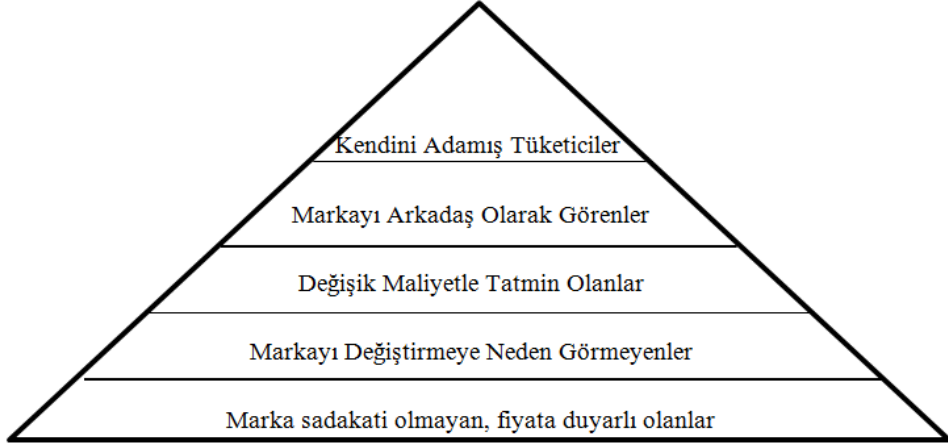 Kendini Adamış Tüketiciler
Markayı Arkadaş Olarak Görenler
Değişik Maliyetle Tatmin Olanlar
Markayı Değiştirmeye Neden Görmeyenler
Marka sadakati olmayan, fiyata duyarlı olanlar